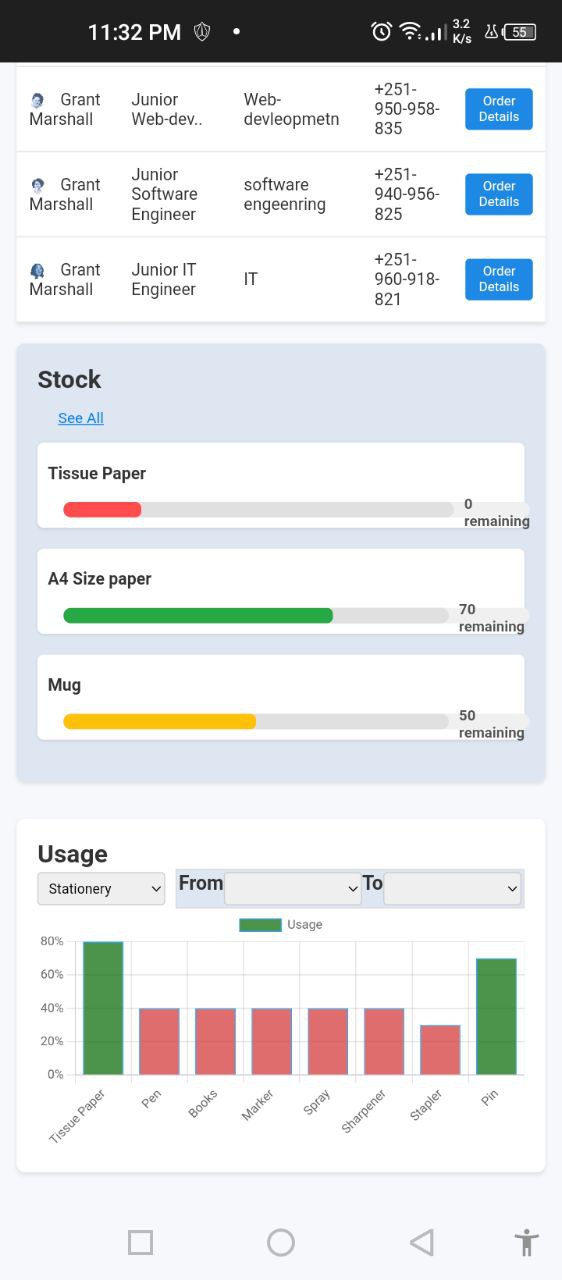 11:32 PM
3.2
K/s
55
Grant
Marshall
Junior
Web-dev..
Web-
devleopmetn
+251-
950-958-
835
Order
Details
Grant
Marshall
Junior
Software
Engineer
software
engeenring
+251-
940-956-
825
Order
Details
Grant
Marshall
Junior IT
Engineer
IT
+251-
960-918-
821
Order
Details
Stock
See All
Tissue Paper
0
remaining
A4 Size paper
70
remaining
Mug
50
remaining
Usage
Stationery
From
To
Usage
80%
60%
40%
20%
0%
Tissue Paper
Pen
Books
Marker
Spray
Sharpener
Stapler
Pin